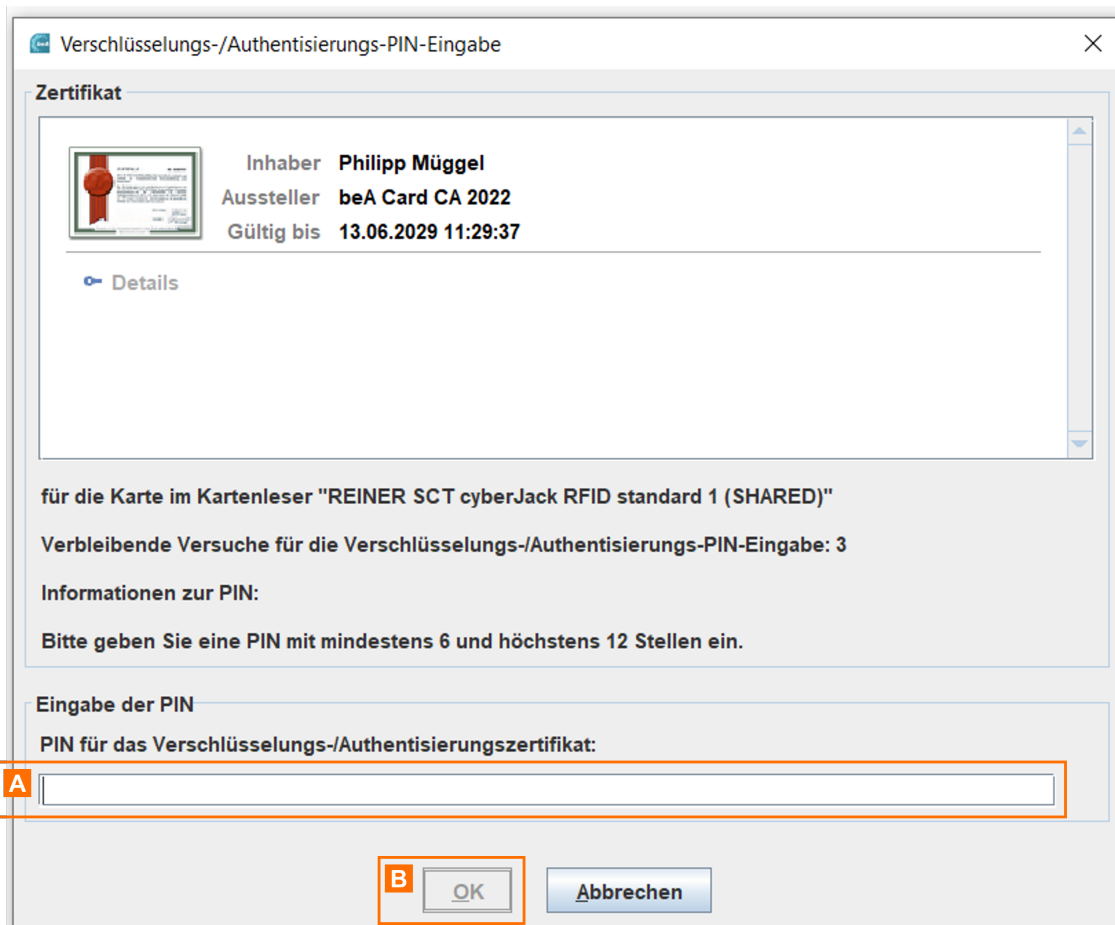 Verschlüsselungs-/Authentisierungs-PIN-Eingabe
Zertifikat
Inhaber Philipp Müggel
Aussteller beA Card CA 2022
Gültig bis 13.06.2029 11:29:37
Details
für die Karte im Kartenleser "REINER SCT cyberJack RFID standard 1 (SHARED)"
Verbleibende Versuche für die Verschlüsselungs-/Authentisierungs-PIN-Eingabe: 3
Informationen zur PIN:
Bitte geben Sie eine PIN mit mindestens 6 und höchstens 12 Stellen ein.
Eingabe der PIN
PIN für das Verschlüsselungs-/Authentisierungszertifikat:
A
B OK Abbrechen